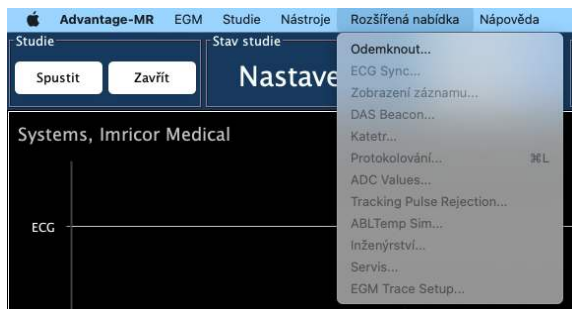 Advantage-MR EGM Studie Nástroje Rozšířená nabídka Nápověda
Studie
Stav studie
Spustit Zavřít
Nastave
Odemknout...
ECG Sync...
Zobrazení záznamu...
DAS Beacon...
Katetr...
Protokolování... ⌘L
ADC Values...
Tracking Pulse Rejection...
ABLTemp Sim...
Inženýrství...
Servis...
EGM Trace Setup...
Systems, Imricor Medical
ECG